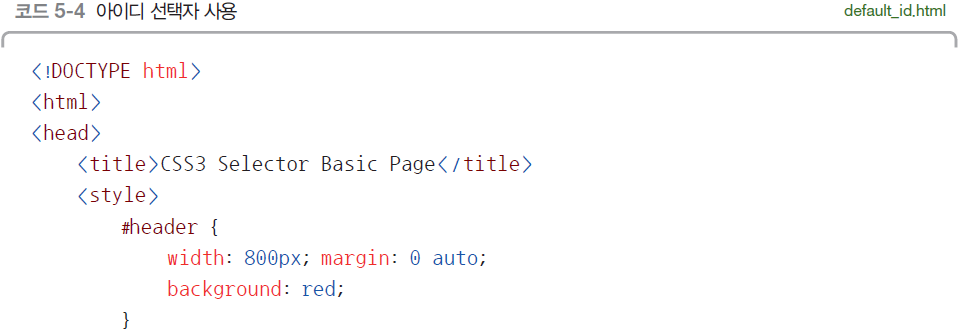 코드 5-4 아이디 선택자 사용 default_id.html
<!DOCTYPE html>
<html>
<head>
    <title>CSS3 Selector Basic Page</title>
    <style>
        #header {
            width: 800px; margin: 0 auto;
            background: red;
        }